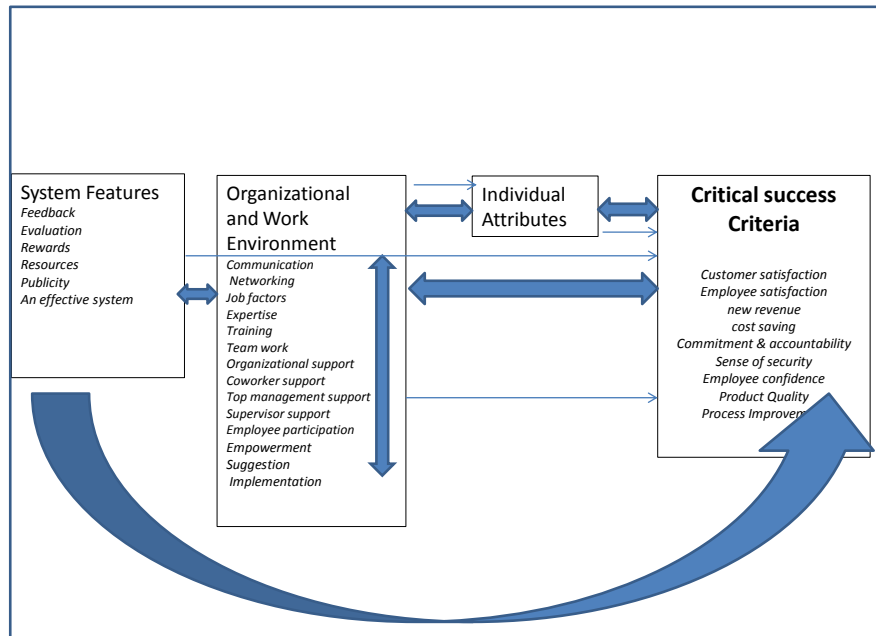 System Features
Feedback
Evaluation
Rewards
Resources
Publicity
An effective system
Organizational
and Work
Environment
Communication
Networking
Job factors
Expertise
Training
Team work
Organizational support
Coworker support
Top management support
Supervisor support
Employee participation
Empowerment
Suggestion
Implementation
Individual
Attributes
Critical success
Criteria
Customer satisfaction
Employee satisfaction
new revenue
cost saving
Commitment & accountability
Sense of security
Employee confidence
Product Quality
Process Improvem